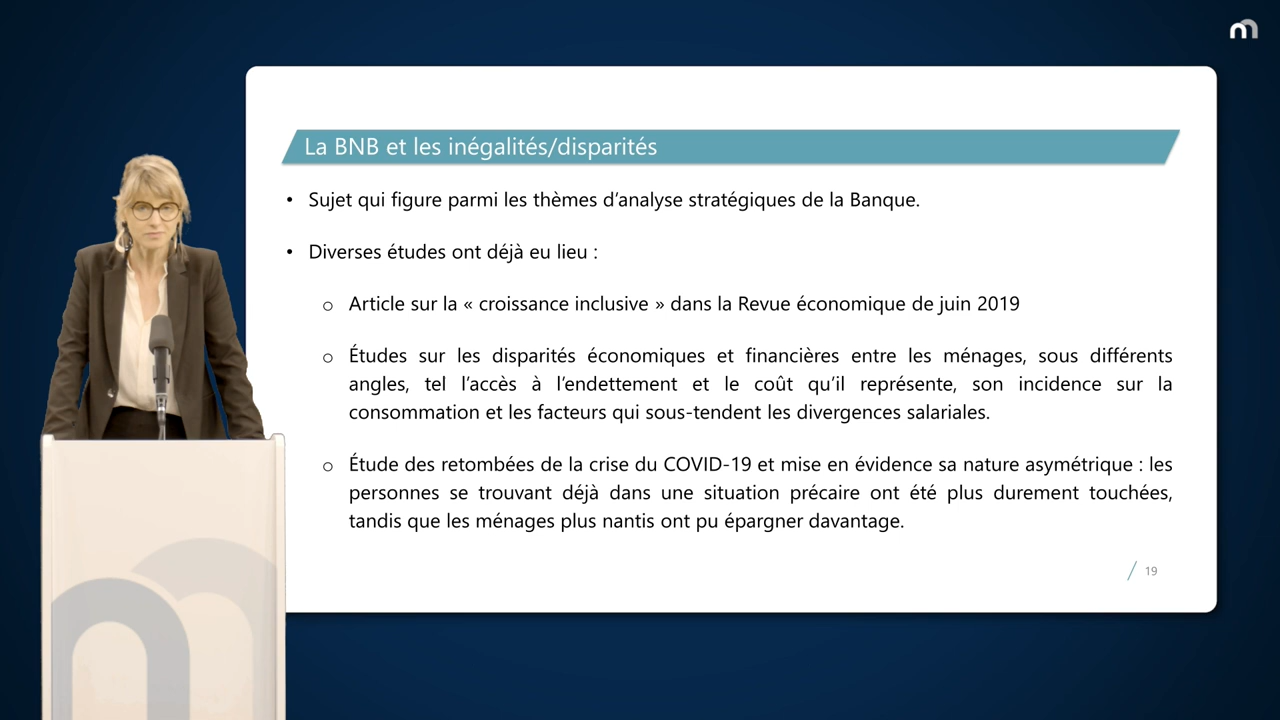 La BNB et les inégalités/disparités
• Sujet qui figure parmi les thèmes d’analyse stratégiques de la Banque.
• Diverses études ont déjà eu lieu :
o Article sur la « croissance inclusive » dans la Revue économique de juin 2019
o Études sur les disparités économiques et financières entre les ménages, sous différents
angles, tel l’accès à l’endettement et le coût qu’il représente, son incidence sur la
consommation et les facteurs qui sous-tendent les divergences salariales.
o Étude des retombées de la crise du COVID-19 et mise en évidence sa nature asymétrique : les
personnes se trouvant déjà dans une situation précaire ont été plus durement touchées,
tandis que les ménages plus nantis ont pu épargner davantage.
19